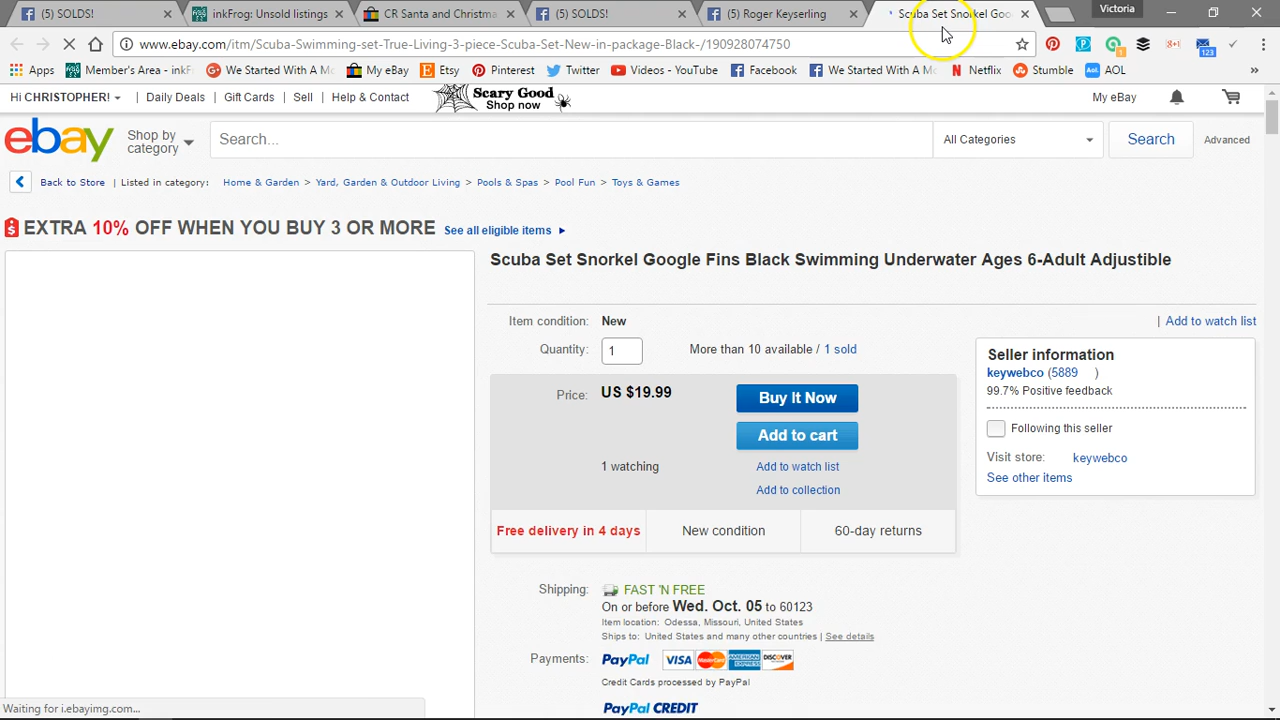 (5) SOLDS!
inkFrog: Unsold listings
CR Santa and Christma
(5) SOLDS!
(5) Roger Keyserling
Scuba Set Snorkel Goo
Victoria
www.ebay.com/itm/Scuba-Swimming-set-True-Living-3-piece-Scuba-Set-New-in-package-Black-/190928074750
Apps
Member's Area - inkF
We Started With A Mo
My eBay
Etsy
Pinterest
Twitter
Videos - YouTube
Facebook
We Started With A Mo
Netflix
Stumble
AOL
Hi CHRISTOPHER!
Daily Deals
Gift Cards
Sell
Help & Contact
Scary Good
Shop now
My eBay
ebay
Shop by
category
Search...
All Categories
Search
Advanced
Back to Store | Listed in category: Home & Garden > Yard, Garden & Outdoor Living > Pools & Spas > Pool Fun > Toys & Games
EXTRA 10% OFF WHEN YOU BUY 3 OR MORE See all eligible items
Scuba Set Snorkel Google Fins Black Swimming Underwater Ages 6-Adult Adjustible
Item condition: New
| Add to watch list
Quantity: 1 More than 10 available / 1 sold
Price: US $19.99
Buy It Now
Add to cart
1 watching
Add to watch list
Add to collection
Free delivery in 4 days
New condition
60-day returns
Seller information
keywebco (5889 )
99.7% Positive feedback
Following this seller
Visit store: keywebco
See other items
Shipping: FAST 'N FREE
On or before Wed. Oct. 05 to 60123
Item location: Odessa, Missouri, United States
Ships to: United States and many other countries | See details
Payments: PayPal VISA MasterCard AMERICAN EXPRESS DISCOVER
Credit Cards processed by PayPal
PayPal CREDIT
Waiting for i.ebayimg.com...